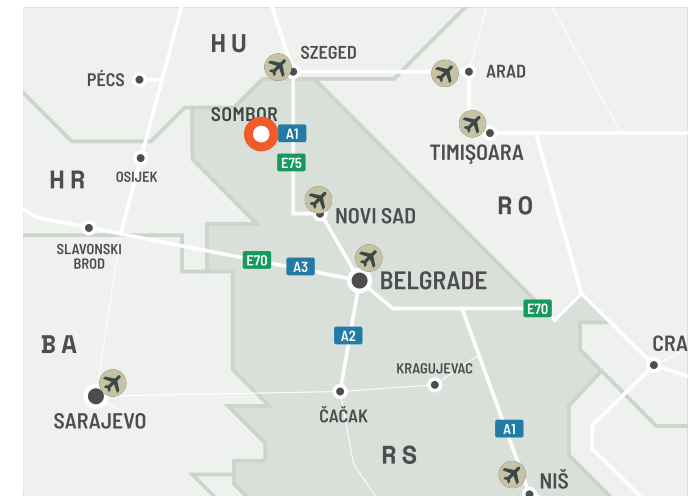 HU
SZEGED
PÉCS
ARAD
SOMBOR
A1
TIMIŞOARA
E75
OSIJEK
HR
RO
NOVI SAD
SLAVONSKI
BROD
E70
A3
BELGRADE
E70
A2
BA
CRA
KRAGUJEVAC
SARAJEVO
ČAČAK
A1
RS
NIŠ